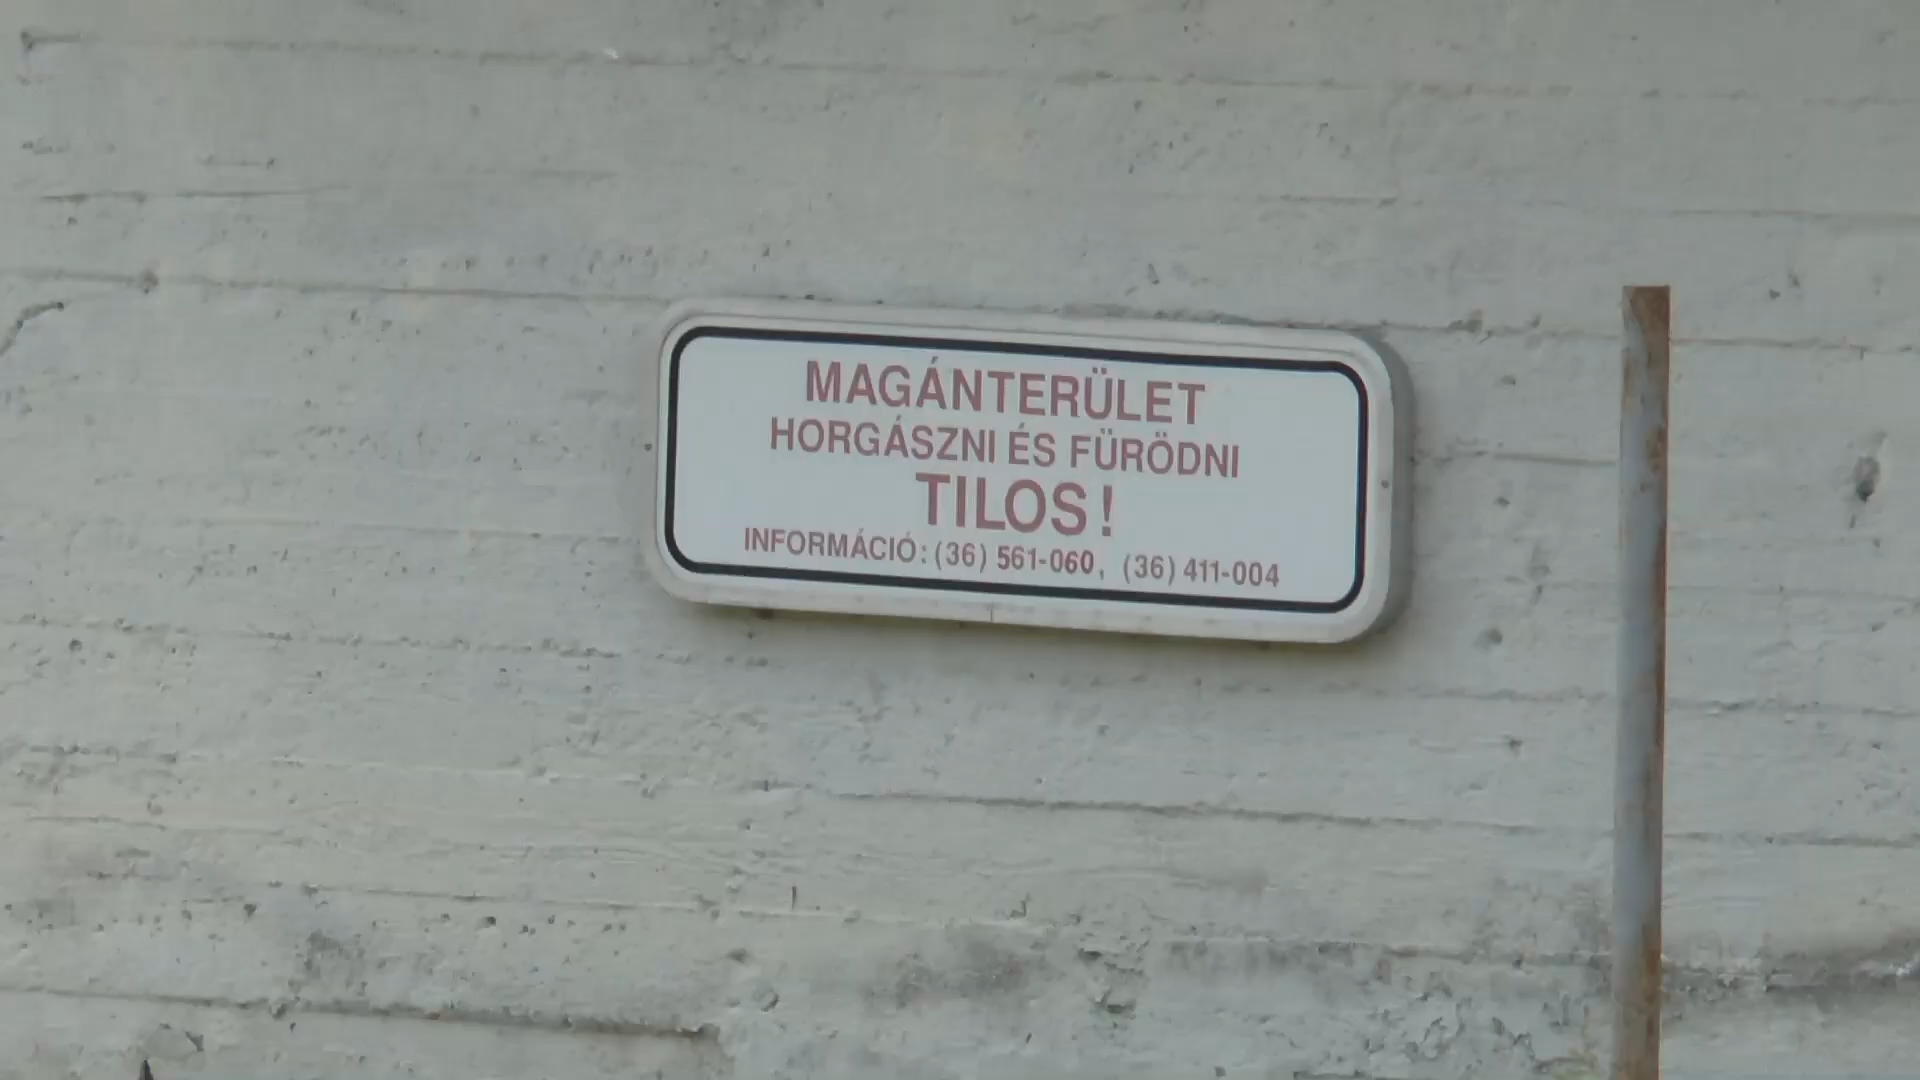 MAGÁNTERÜLET
HORGÁSZNI ÉS FÜRÖDNI
TILOS!
INFORMÁCIÓ: (36) 561-060, (36) 411-004